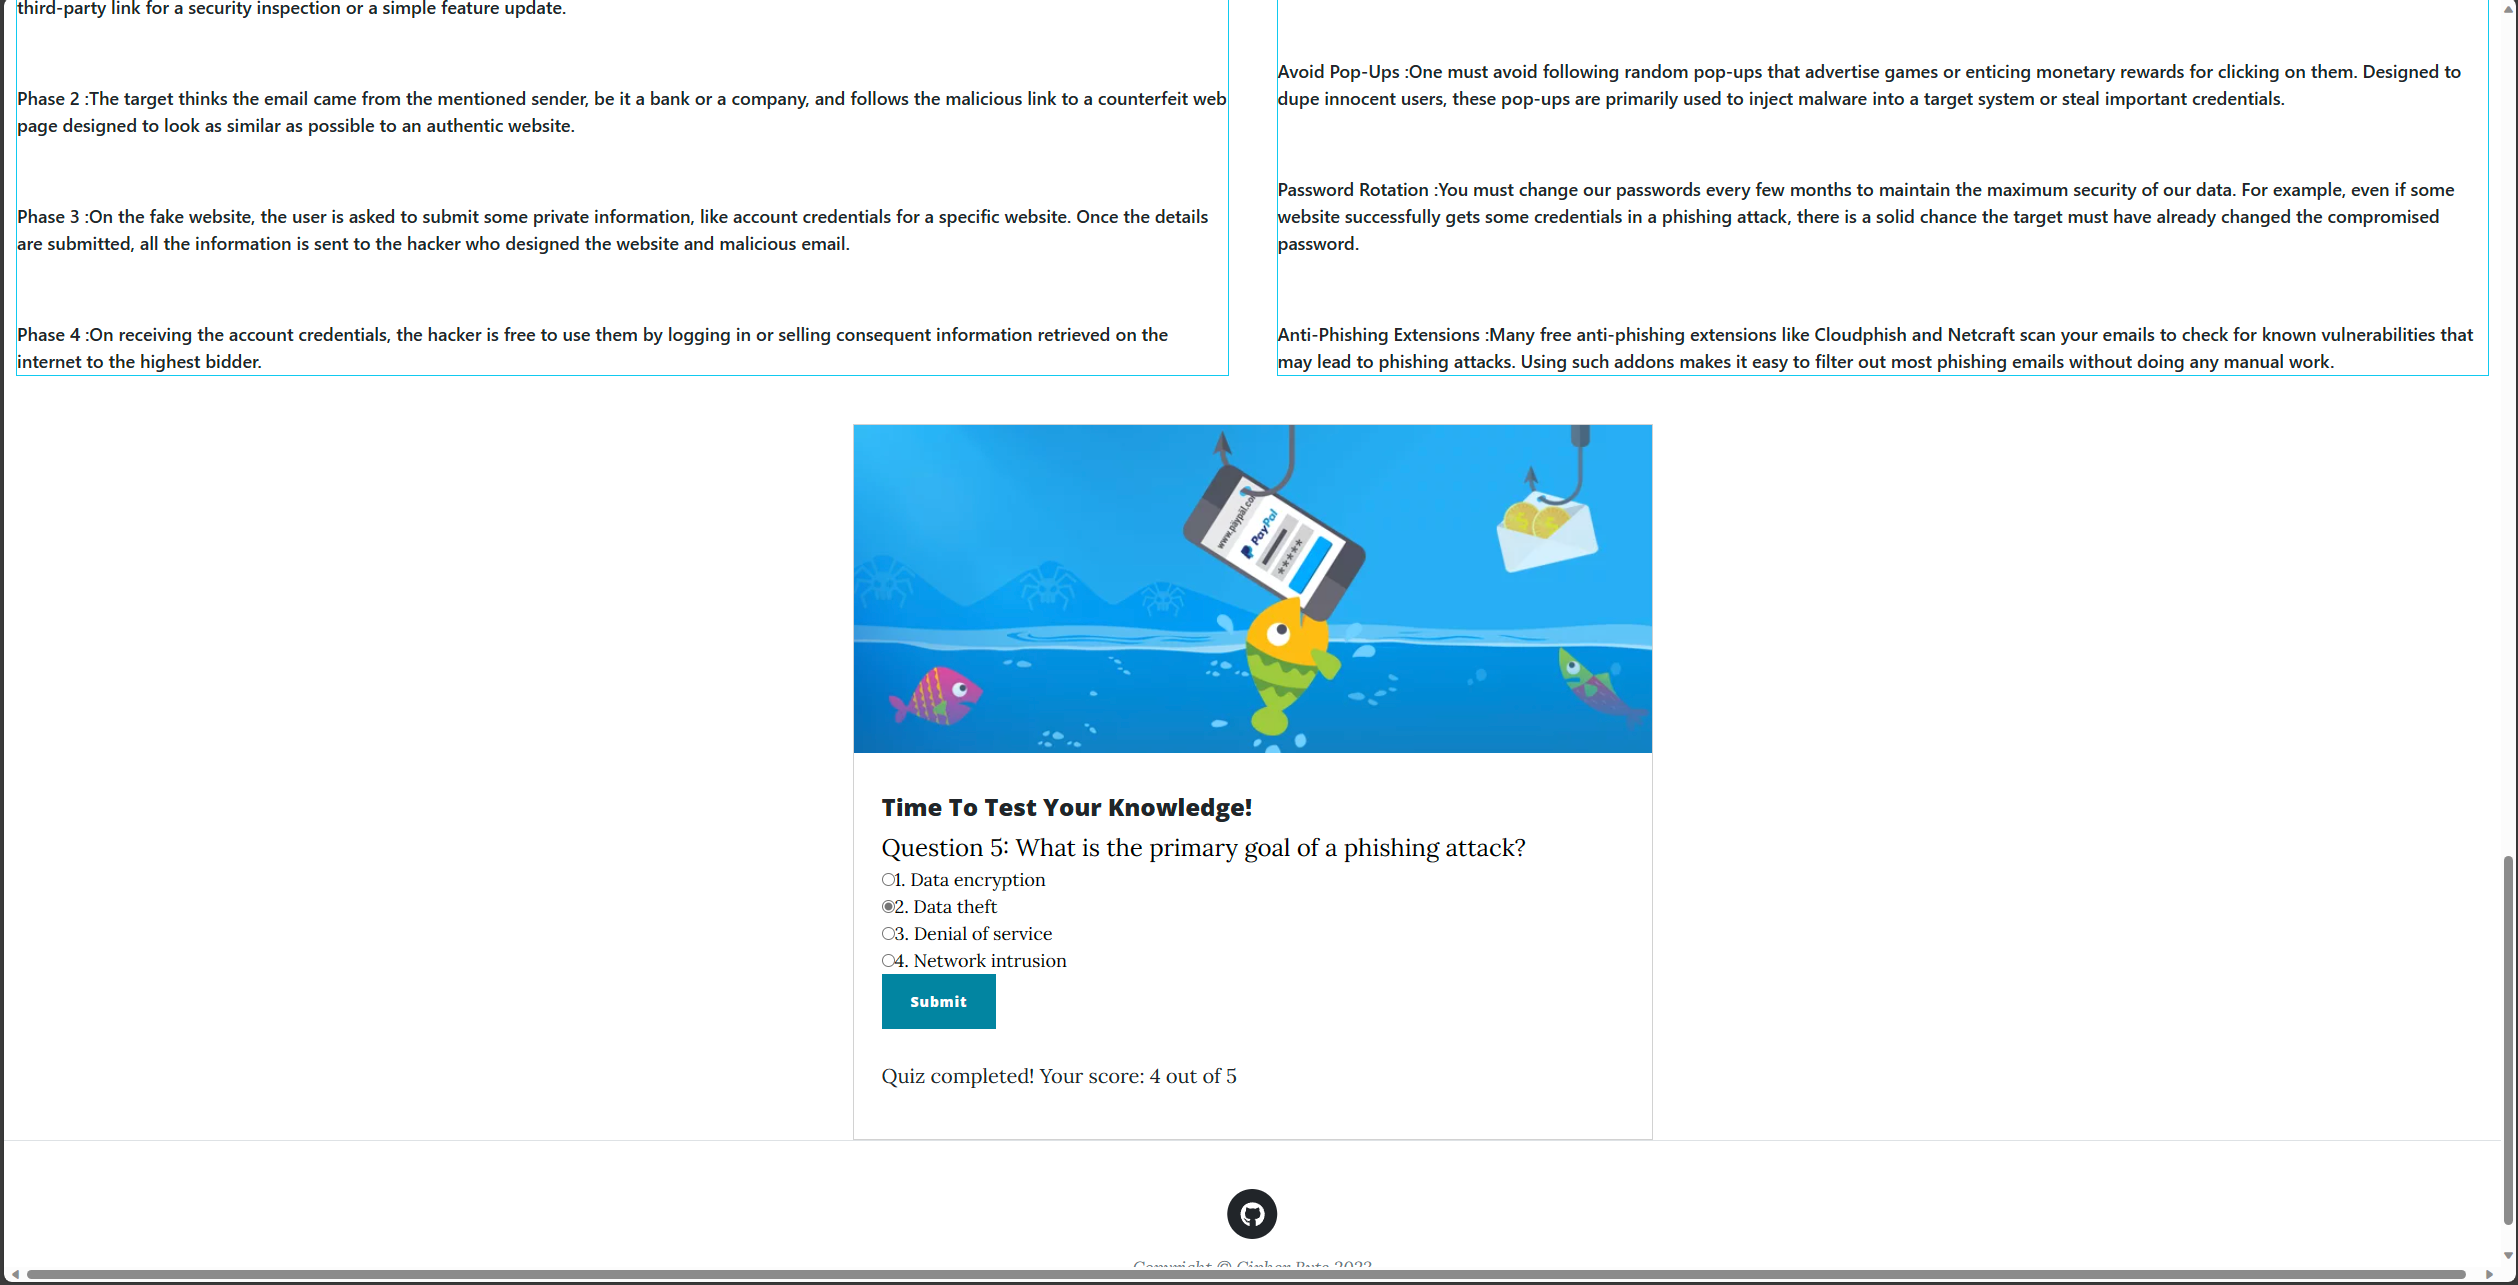 third-party link for a security inspection or a simple feature update.
Phase 2 :The target thinks the email came from the mentioned sender, be it a bank or a company, and follows the malicious link to a counterfeit web
page designed to look as similar as possible to an authentic website.
Phase 3 :On the fake website, the user is asked to submit some private information, like account credentials for a specific website. Once the details
are submitted, all the information is sent to the hacker who designed the website and malicious email.
Phase 4 :On receiving the account credentials, the hacker is free to use them by logging in or selling consequent information retrieved on the
internet to the highest bidder.
Avoid Pop-Ups :One must avoid following random pop-ups that advertise games or enticing monetary rewards for clicking on them. Designed to
dupe innocent users, these pop-ups are primarily used to inject malware into a target system or steal important credentials.
Password Rotation :You must change our passwords every few months to maintain the maximum security of our data. For example, even if some
website successfully gets some credentials in a phishing attack, there is a solid chance the target must have already changed the compromised
password.
Anti-Phishing Extensions :Many free anti-phishing extensions like Cloudphish and Netcraft scan your emails to check for known vulnerabilities that
may lead to phishing attacks. Using such addons makes it easy to filter out most phishing emails without doing any manual work.
www.paypal.co
PayPal
*****
Time To Test Your Knowledge!
Question 5: What is the primary goal of a phishing attack?
1. Data encryption
2. Data theft
3. Denial of service
4. Network intrusion
Submit
Quiz completed! Your score: 4 out of 5
Copyright © Cipher Byte 2023